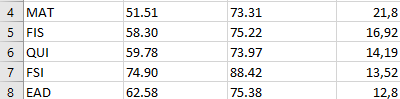 4 MAT 51.51 73.31 21,8
5 FIS 58.30 75.22 16,92
6 QUI 59.78 73.97 14,19
7 FSI 74.90 88.42 13,52
8 EAD 62.58 75.38 12,8